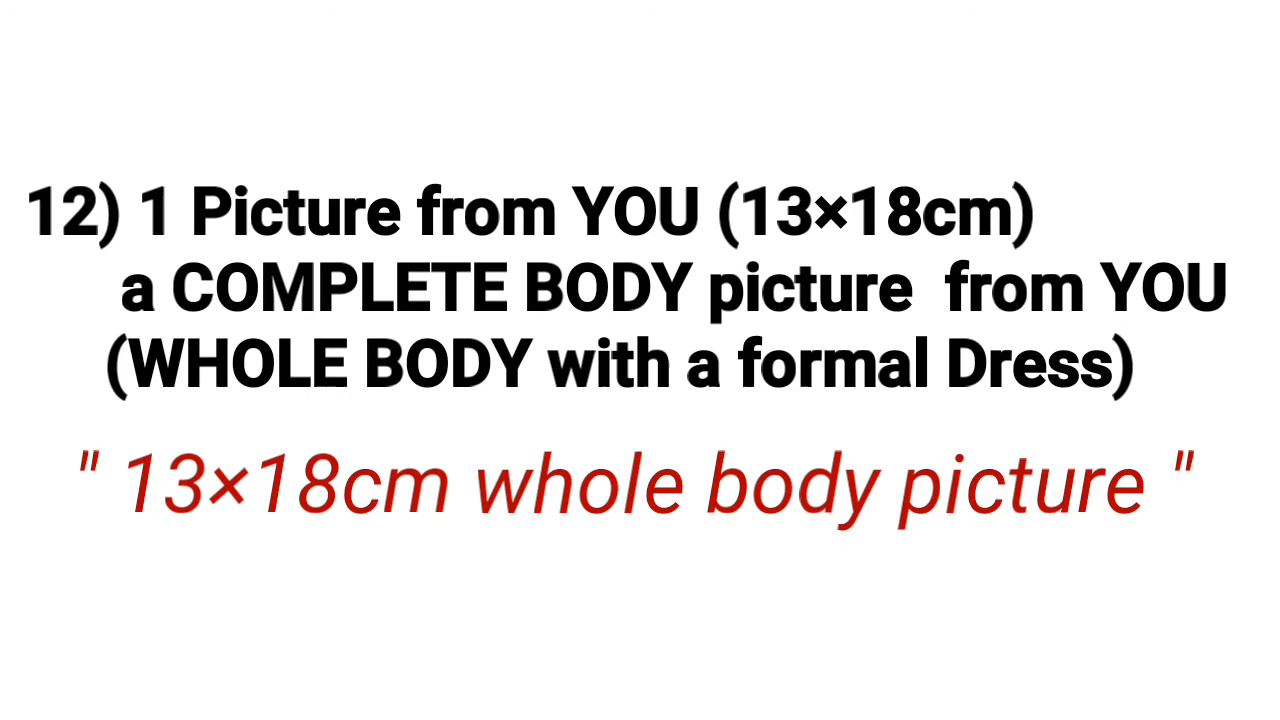 12) 1 Picture from YOU (13×18cm)
a COMPLETE BODY picture from YOU
(WHOLE BODY with a formal Dress)
" 13×18cm whole body picture "